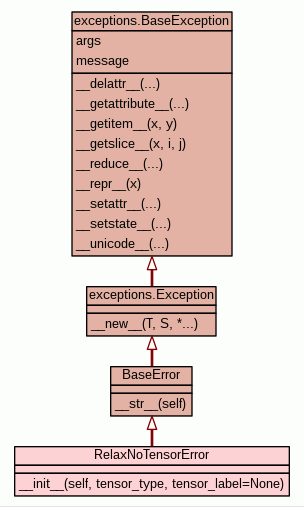 exceptions.BaseException
args
message
__delattr__(...)
__getattribute__(...)
__getitem__(x, y)
__getslice__(x, i, j)
__reduce__(...)
__repr__(x)
__setattr__(...)
__setstate__(...)
__unicode__(...)
exceptions.Exception
__new__(T, S, *...)
BaseError
__str__(self)
RelaxNoTensorError
__init__(self, tensor_type, tensor_label=None)